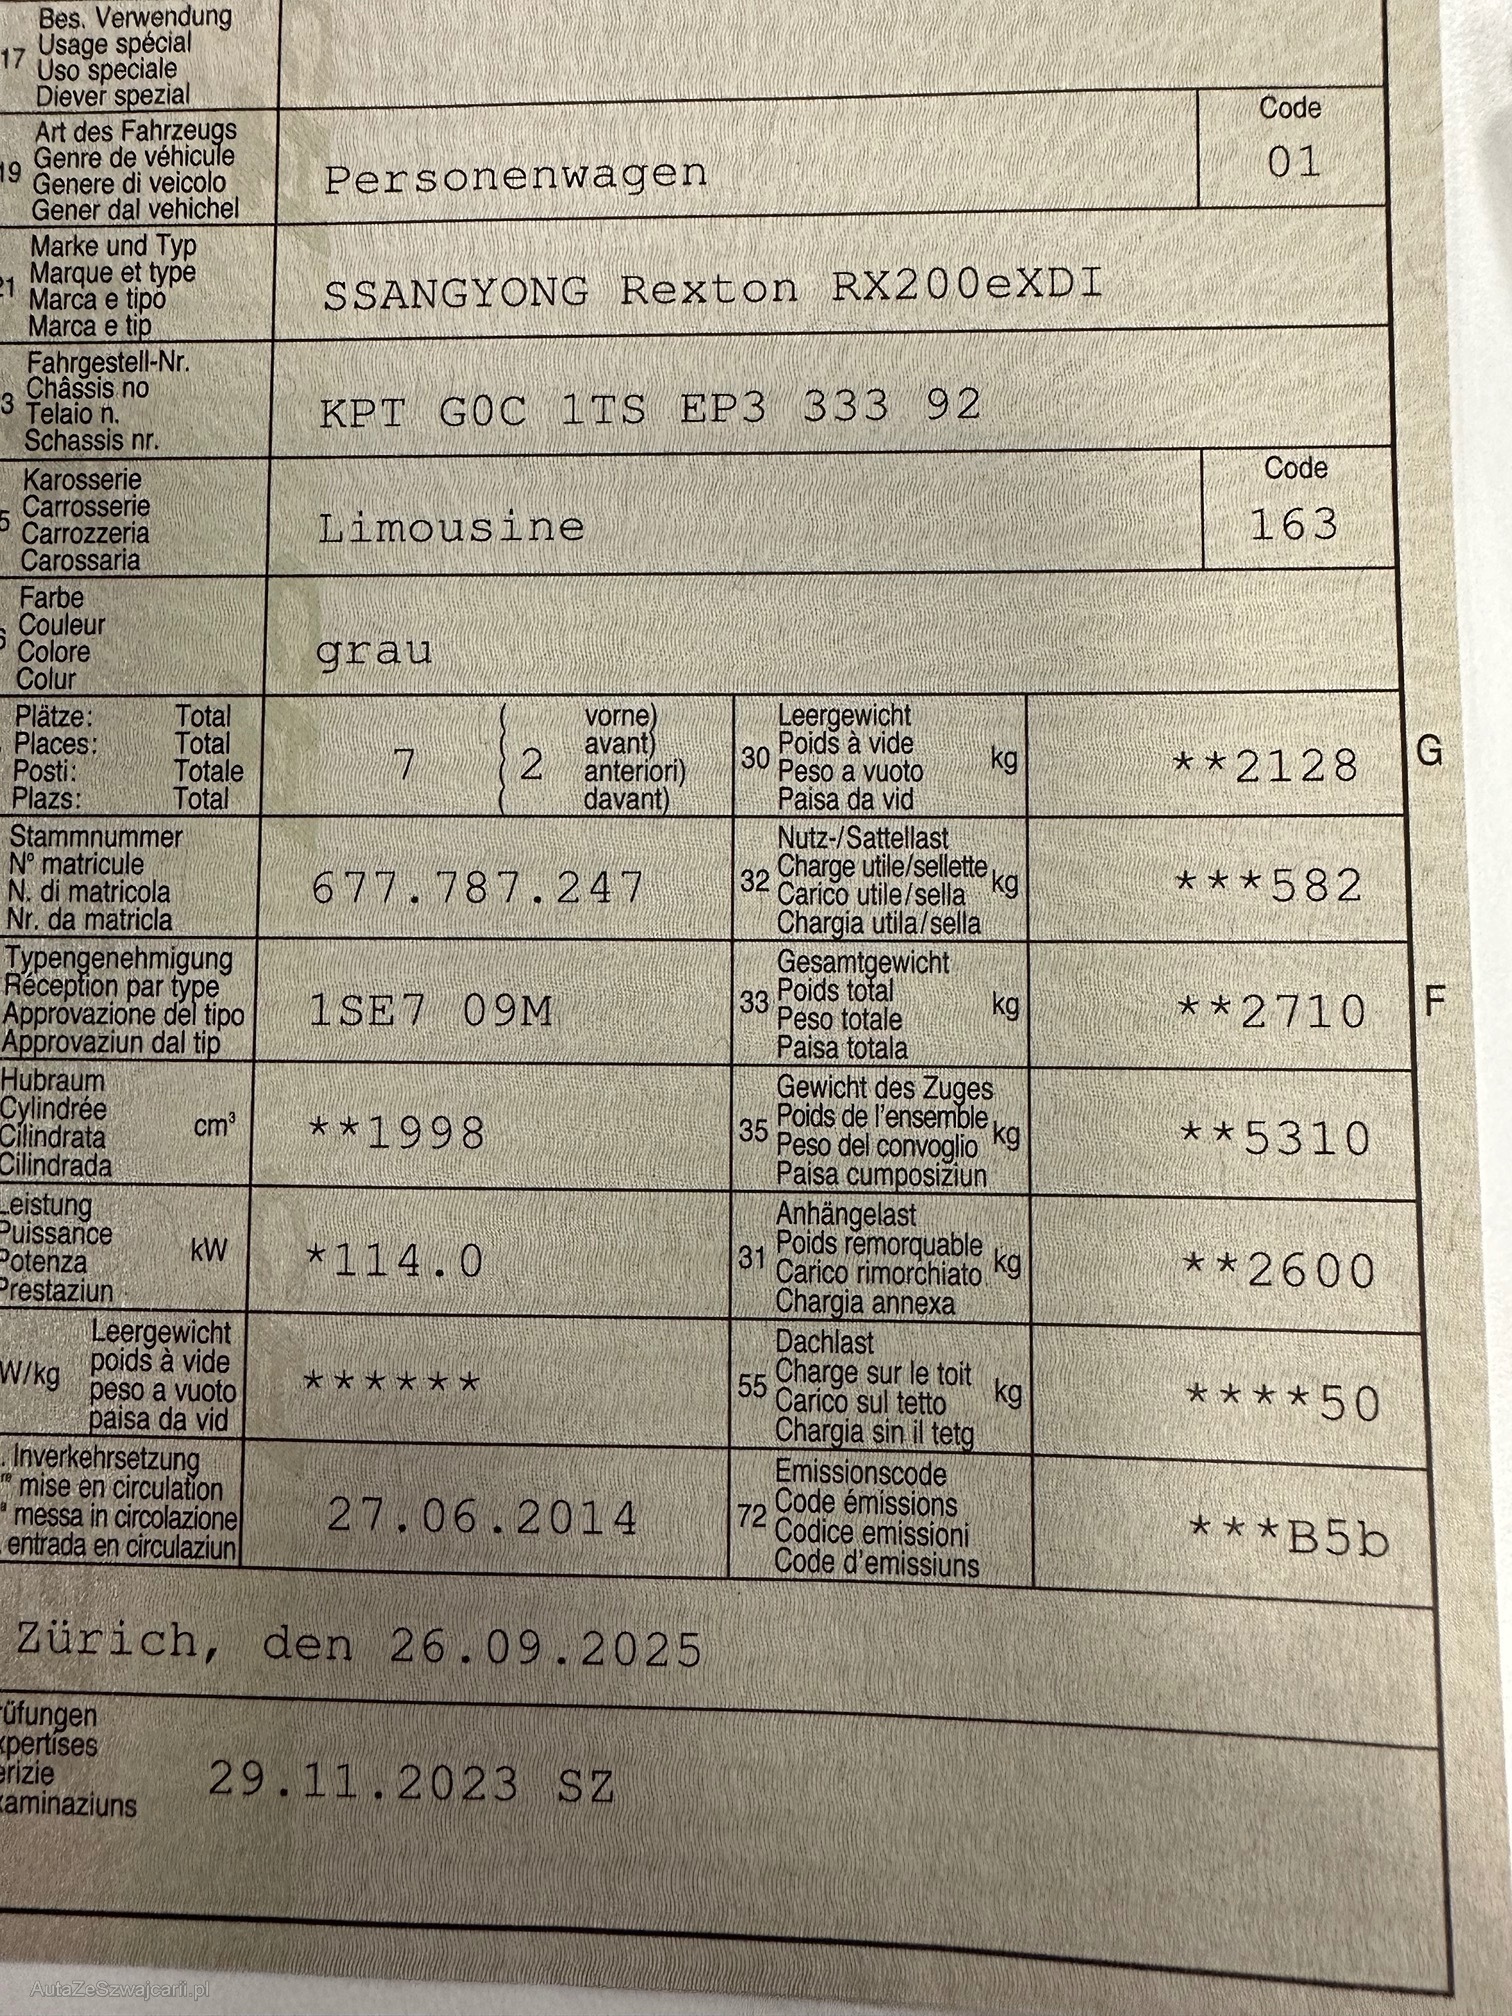 Bes. Verwendung
17 Usage spécial
Uso speciale
Diever spezial
Art des Fahrzeugs
19 Genre de véhicule
Genere di veicolo
Gener dal vehichel
Personenwagen
Code
01
Marke und Typ
21 Marque et type
Marca e tipo
Marca e tip
SSANGYONG Rexton RX200eXDI
Fahrgestell-Nr.
3 Châssis no
Telaio n.
Schassis nr.
KPT G0C 1TS EP3 333 92
Karosserie
5 Carrosserie
Carrozzeria
Carossaria
Limousine
Code
163
Farbe
Couleur
Colore
Colur
grau
Plätze: Total
Places: Total
Posti: Totale
Plazs: Total
7
( vorne)
( 2 avant)
( anteriori)
( davant)
Leergewicht
30 Poids à vide kg
Peso a vuoto
Paisa da vid
**2128
G
Stammnummer
N° matricule
N. di matricola
Nr. da matricla
677.787.247
Nutz-/Sattellast
32 Charge utile/sellette kg
Carico utile/sella
Chargia utila/sella
***582
Typengenehmigung
Réception par type
Approvazione del tipo
Approvaziun dal tip
1SE7 09M
Gesamtgewicht
33 Poids total kg
Peso totale
Paisa totala
**2710
F
Hubraum
Cylindrée cm³
Cilindrata
Cilindrada
**1998
Gewicht des Zuges
35 Poids de l'ensemble kg
Peso del convoglio
Paisa cumposiziun
**5310
Leistung
Puissance kW
Potenza
Prestaziun
*114.0
Anhängelast
31 Poids remorquable kg
Carico rimorchiato
Chargia annexa
**2600
Leergewicht
W/kg poids à vide
peso a vuoto
paisa da vid
******
Dachlast
55 Charge sur le toit kg
Carico sul tetto
Chargia sin il tetg
****50
. Inverkehrsetzung
re mise en circulation
a messa in circolazione
. entrada en circulaziun
27.06.2014
Emissionscode
72 Code émissions
Codice emissioni
Code d'emissiuns
***B5b
Zürich, den 26.09.2025
rüfungen
xpertises
erizie
xaminaziuns
29.11.2023 SZ
AutaZeSzwajcarii.pl